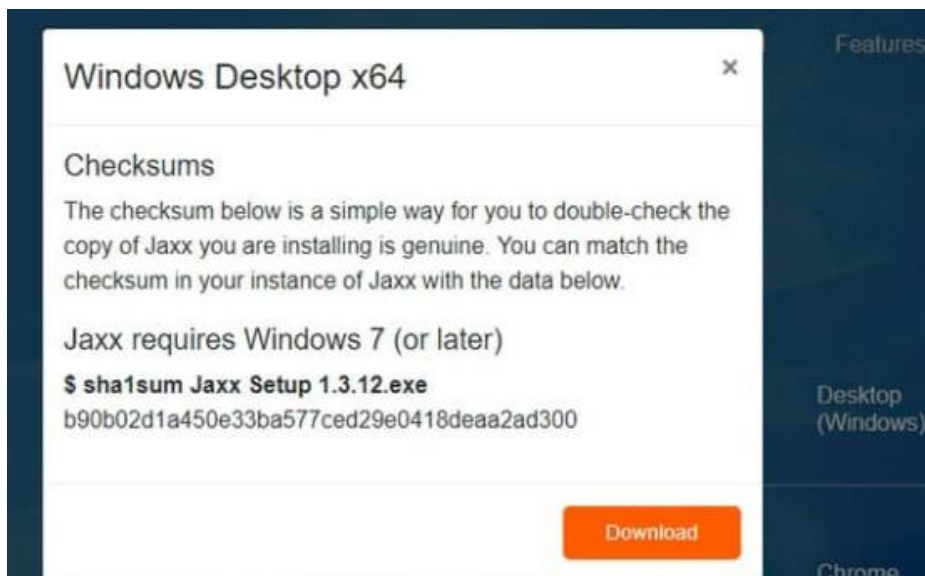 Features
Windows Desktop x64
×
Checksums
The checksum below is a simple way for you to double-check the
copy of Jaxx you are installing is genuine. You can match the
checksum in your instance of Jaxx with the data below.
Jaxx requires Windows 7 (or later)
$ sha1sum Jaxx Setup 1.3.12.exe
b90b02d1a450e33ba577ced29e0418deaa2ad300
Desktop
(Windows)
Download
Chrome